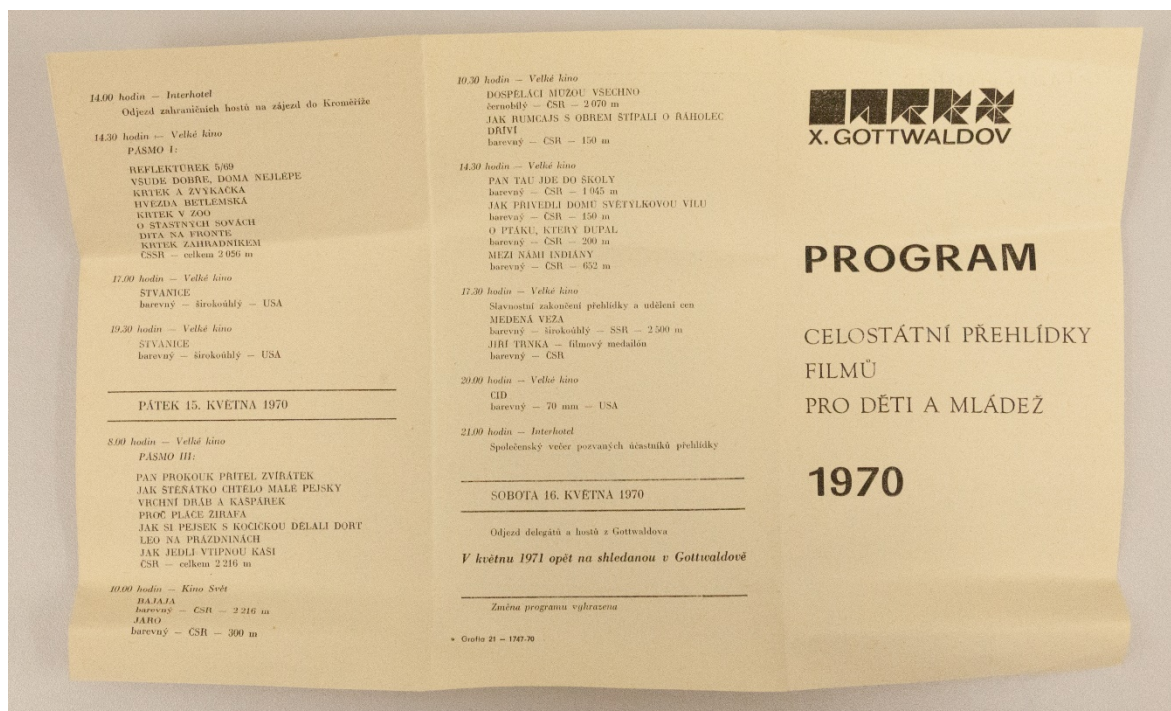 14.00 hodin — Interhotel
Odjezd zahraničních hostů na zájezd do Kroměříže
14.30 hodin — Velké kino
PÁSMO I:
REFLEKTŮREK 5/69
VŠUDE DOBŘE, DOMA NEJLÉPE
KRTEK A ŽVÝKAČKA
HVĚZDA BETLÉMSKÁ
KRTEK V ZOO
O ŠŤASTNÝCH SOVÁCH
DITA NA FRONTĚ
KRTEK ZAHRADNÍKEM
ČSSR — celkem 2 056 m
17.00 hodin — Velké kino
ŠTVANICE
barevný — širokoúhlý — USA
19.30 hodin — Velké kino
ŠTVANICE
barevný — širokoúhlý — USA
PÁTEK 15. KVĚTNA 1970
8.00 hodin — Velké kino
PÁSMO III:
PAN PROKOUK PŘÍTEL ZVÍŘÁTEK
JAK ŠTĚŇÁTKO CHTĚLO MALÉ PEJSKY
VRCHNÍ DRÁB A KAŠPÁREK
PROČ PLÁČE ŽIRAFA
JAK SI PEJSEK S KOČIČKOU DĚLALI DORT
LEO NA PRÁZDNINÁCH
JAK JEDLI VTIPNOU KAŠI
ČSR — celkem 2 216 m
10.00 hodin — Kino Svět
BAJAJA
barevný — ČSR — 2 216 m
JARO
barevný — ČSR — 300 m
10.30 hodin — Velké kino
DOSPĚLÁCI MŮŽOU VŠECHNO
černobílý — ČSR — 2 070 m
JAK RUMCAJS S OBREM ŠTÍPALI O ŘÁHOLEC
DŘÍVÍ
barevný — ČSR — 150 m
14.30 hodin — Velké kino
PAN TAU JDE DO ŠKOLY
barevný — ČSR — 1 045 m
JAK PŘIVEDLI DOMŮ SVĚTÝLKOVOU VÍLU
barevný — ČSR — 150 m
O PTÁKU, KTERÝ DUPAL
barevný — ČSR — 200 m
MEZI NÁMI INDIÁNY
barevný — ČSR — 652 m
17.30 hodin — Velké kino
Slavnostní zakončení přehlídky a udělení cen
MEDENÁ VEŽA
barevný — širokoúhlý — SSR — 2 500 m
JIŘÍ TRNKA — filmový medailón
barevný — ČSR
20.00 hodin — Velké kino
CID
barevný — 70 mm — USA
21.00 hodin — Interhotel
Společenský večer pozvaných účastníků přehlídky
SOBOTA 16. KVĚTNA 1970
Odjezd delegátů a hostů z Gottwaldova
V květnu 1971 opět na shledanou v Gottwaldově
Změna programu vyhrazena
Grafia 21 — 1747-70
X. GOTTWALDOV
PROGRAM
CELOSTÁTNÍ PŘEHLÍDKY
FILMŮ
PRO DĚTI A MLÁDEŽ
1970